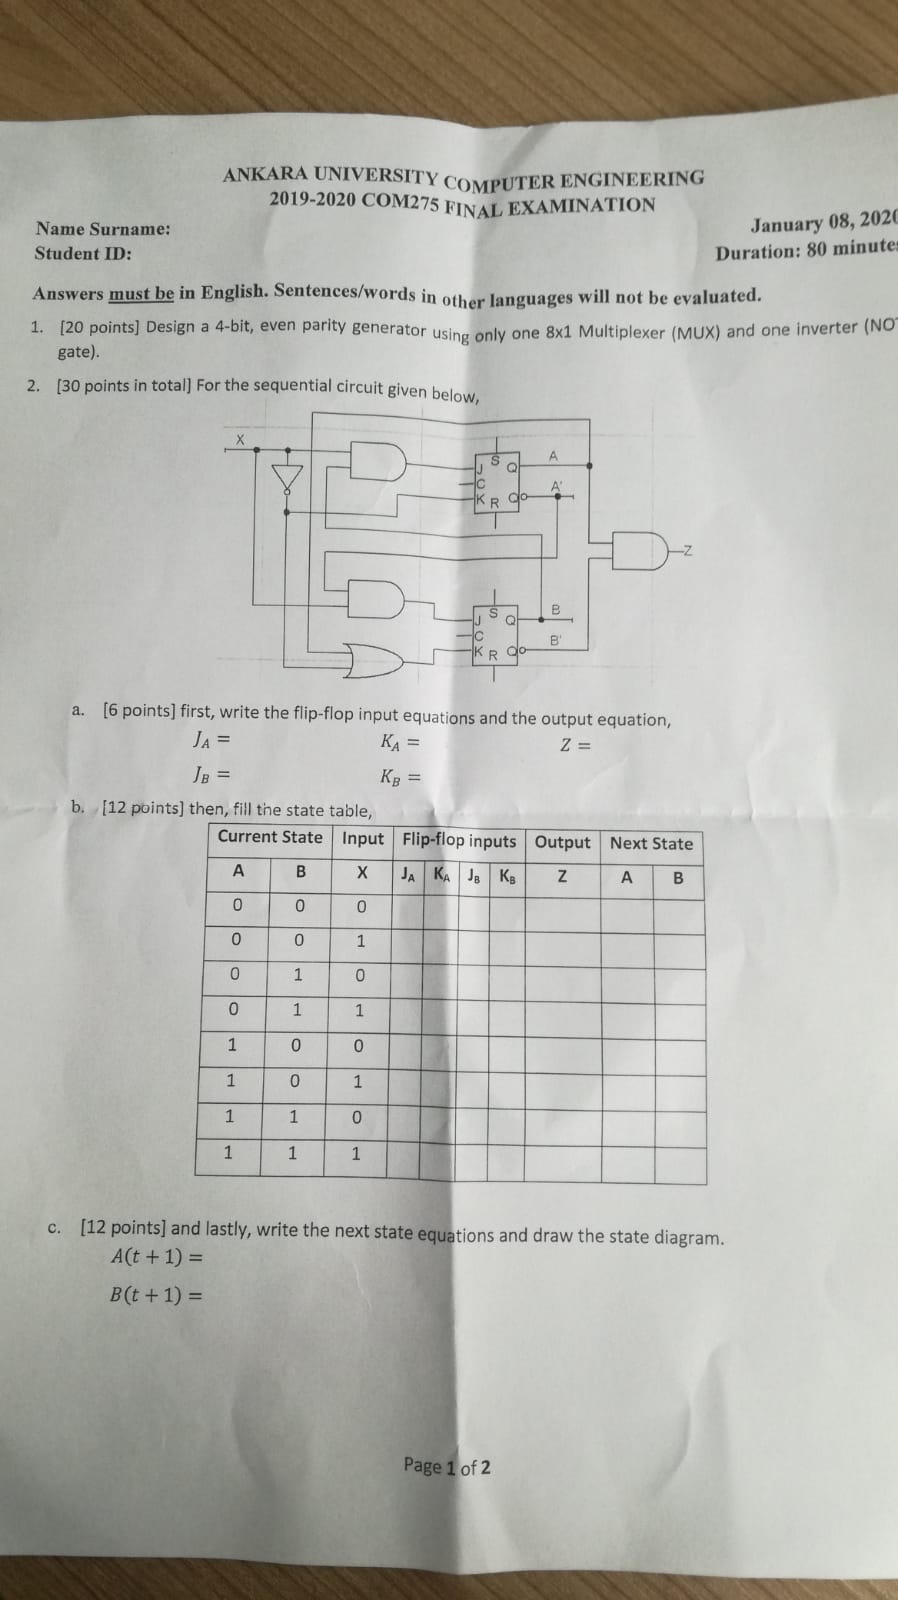 ANKARA UNIVERSITY COMPUTER ENGINEERING
2019-2020 COM275 FINAL EXAMINATION
Name Surname:
January 08, 2020
Student ID:
Duration: 80 minutes
Answers must be in English. Sentences/words in other languages will not be evaluated.
1. [20 points] Design a 4-bit, even parity generator using only one 8x1 Multiplexer (MUX) and one inverter (NOT
gate).
2. [30 points in total] For the sequential circuit given below,
X
J S Q A
C
K R Q A'
Z
J S Q B
C
K R Q B'
a. [6 points] first, write the flip-flop input equations and the output equation,
J_A = K_A = Z =
J_B = K_B =
b. [12 points] then, fill the state table,
Current State Input Flip-flop inputs Output Next State
A B X J_A K_A J_B K_B Z A B
0 0 0
0 0 1
0 1 0
0 1 1
1 0 0
1 0 1
1 1 0
1 1 1
c. [12 points] and lastly, write the next state equations and draw the state diagram.
A(t + 1) =
B(t + 1) =
Page 1 of 2